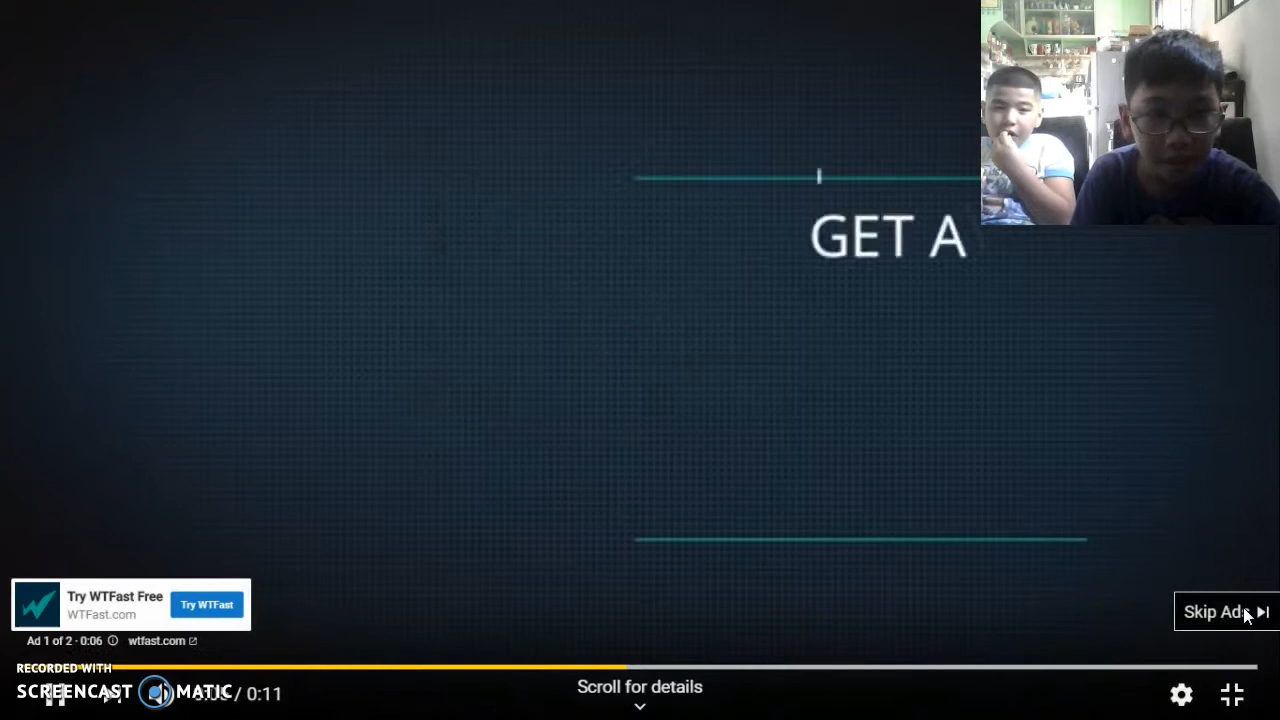 GET A
Try WTFast Free
WTFast.com
Try WTFast
Skip Ads
Ad 1 of 2 · 0:06
wtfast.com
RECORDED WITH
SCREENCAST MATIC
/ 0:11
Scroll for details